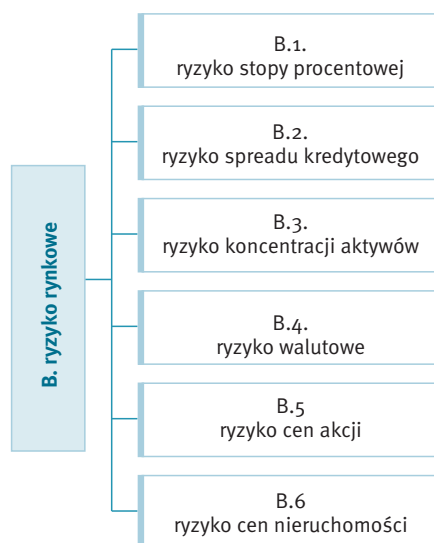 B. ryzyko rynkowe
B.1.
ryzyko stopy procentowej
B.2.
ryzyko spreadu kredytowego
B.3.
ryzyko koncentracji aktywów
B.4.
ryzyko walutowe
B.5
ryzyko cen akcji
B.6
ryzyko cen nieruchomości